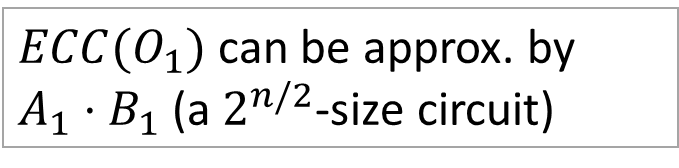 𝐸𝐶𝐶(𝑂₁) can be approx. by
𝐴₁ · 𝐵₁ (a 2^{𝑛/2}-size circuit)